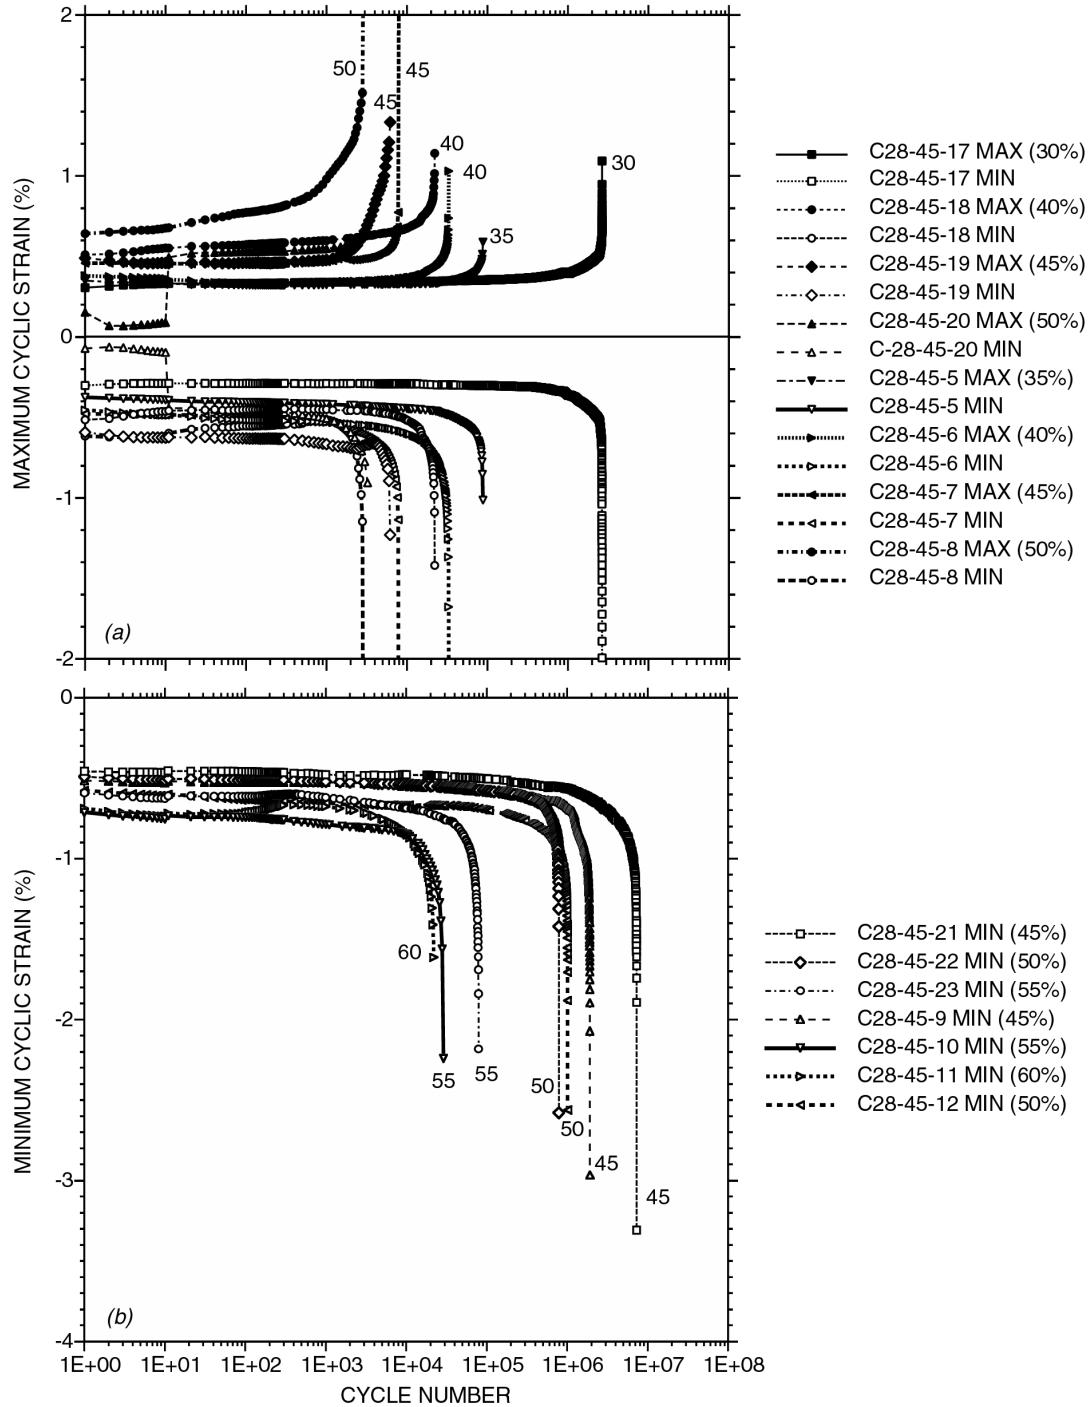 2
1
0
-1
-2
MAXIMUM CYCLIC STRAIN (%)
50
45
45
40
40
35
30
(a)
C28-45-17 MAX (30%)
C28-45-17 MIN
C28-45-18 MAX (40%)
C28-45-18 MIN
C28-45-19 MAX (45%)
C28-45-19 MIN
C28-45-20 MAX (50%)
C-28-45-20 MIN
C28-45-5 MAX (35%)
C28-45-5 MIN
C28-45-6 MAX (40%)
C28-45-6 MIN
C28-45-7 MAX (45%)
C28-45-7 MIN
C28-45-8 MAX (50%)
C28-45-8 MIN
0
-1
-2
-3
-4
MINIMUM CYCLIC STRAIN (%)
60
55
55
50
50
45
45
(b)
C28-45-21 MIN (45%)
C28-45-22 MIN (50%)
C28-45-23 MIN (55%)
C28-45-9 MIN (45%)
C28-45-10 MIN (55%)
C28-45-11 MIN (60%)
C28-45-12 MIN (50%)
1E+00 1E+01 1E+02 1E+03 1E+04 1E+05 1E+06 1E+07 1E+08
CYCLE NUMBER